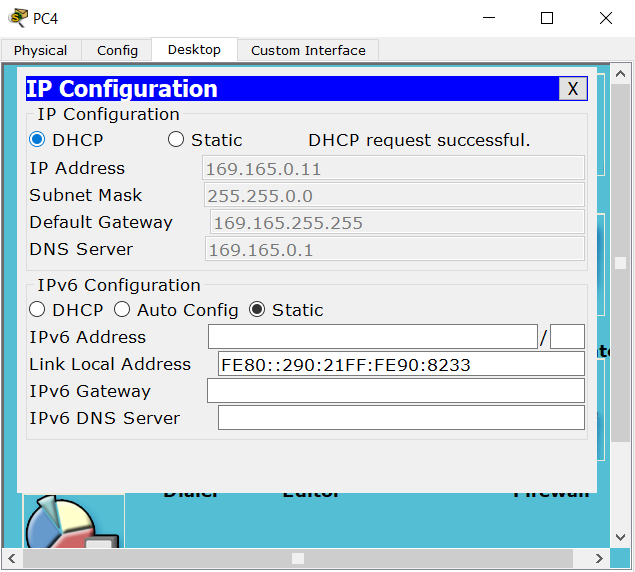 PC4
Physical Config Desktop Custom Interface
IP Configuration X
IP Configuration
DHCP Static DHCP request successful.
IP Address 169.165.0.11
Subnet Mask 255.255.0.0
Default Gateway 169.165.255.255
DNS Server 169.165.0.1
IPv6 Configuration
DHCP Auto Config Static
IPv6 Address /
Link Local Address FE80::290:21FF:FE90:8233
IPv6 Gateway
IPv6 DNS Server
Dialer Editor Firewall